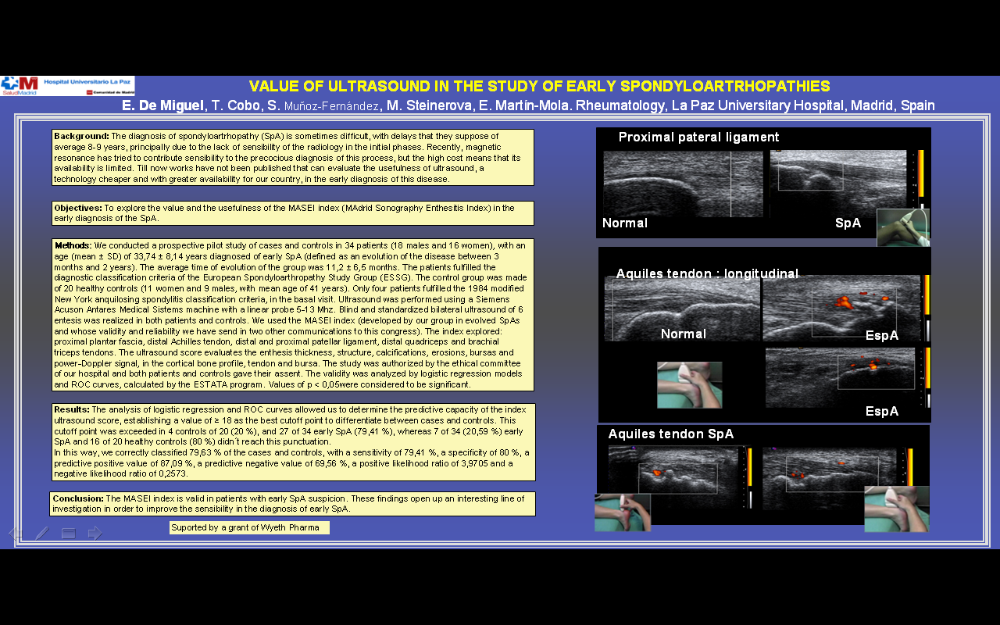 SaludMadrid
Hospital Universitario La Paz
Comunidad de Madrid
VALUE OF ULTRASOUND IN THE STUDY OF EARLY SPONDYLOARTRHOPATHIES
E. De Miguel, T. Cobo, S. Muñoz-Fernández, M. Steinerova, E. Martín-Mola. Rheumatology, La Paz Universitary Hospital, Madrid, Spain
Background: The diagnosis of spondyloartrhopathy (SpA) is sometimes difficult, with delays that they suppose of
average 8-9 years, principally due to the lack of sensibility of the radiology in the initial phases. Recently, magnetic
resonance has tried to contribute sensibility to the precocious diagnosis of this process, but the high cost means that its
availability is limited. Till now works have not been published that can evaluate the usefulness of ultrasound, a
technology cheaper and with greater availability for our country, in the early diagnosis of this disease.
Objectives: To explore the value and the usefulness of the MASEI index (MAdrid Sonography Enthesitis Index) in the
early diagnosis of the SpA.
Methods: We conducted a prospective pilot study of cases and controls in 34 patients (18 males and 16 women), with an
age (mean ± SD) of 33,74 ± 8,14 years diagnosed of early SpA (defined as an evolution of the disease between 3
months and 2 years). The average time of evolution of the group was 11,2 ± 6,5 months. The patients fulfilled the
diagnostic classification criteria of the European Spondyloarthropathy Study Group (ESSG). The control group was made
of 20 healthy controls (11 women and 9 males, with mean age of 41 years). Only four patients fulfilled the 1984 modified
New York anquilosing spondylitis classification criteria, in the basal visit. Ultrasound was performed using a Siemens
Acuson Antares Medical Sistems machine with a linear probe 5-13 Mhz. Blind and standardized bilateral ultrasound of 6
entesis was realized in both patients and controls. We used the MASEI index (developed by our group in evolved SpAs
and whose validity and reliability we have send in two other communications to this congress). The index explored:
proximal plantar fascia, distal Achilles tendon, distal and proximal patellar ligament, distal quadriceps and brachial
triceps tendons. The ultrasound score evaluates the enthesis thickness, structure, calcifications, erosions, bursas and
power-Doppler signal, in the cortical bone profile, tendon and bursa. The study was authorized by the ethical committee
of our hospital and both patients and controls gave their assent. The validity was analyzed by logistic regression models
and ROC curves, calculated by the ESTATA program. Values of p < 0,05were considered to be significant.
Results: The analysis of logistic regression and ROC curves allowed us to determine the predictive capacity of the index
ultrasound score, establishing a value of ≥ 18 as the best cutoff point to differentiate between cases and controls. This
cutoff point was exceeded in 4 controls of 20 (20 %), and 27 of 34 early SpA (79,41 %), whereas 7 of 34 (20,59 %) early
SpA and 16 of 20 healthy controls (80 %) didn´t reach this punctuation.
In this way, we correctly classified 79,63 % of the cases and controls, with a sensitivity of 79,41 %, a specificity of 80 %, a
predictive positive value of 87,09 %, a predictive negative value of 69,56 %, a positive likelihood ratio of 3,9705 and a
negative likelihood ratio of 0,2573.
Conclusion: The MASEI index is valid in patients with early SpA suspicion. These findings open up an interesting line of
investigation in order to improve the sensibility in the diagnosis of early SpA.
Suported by a grant of Wyeth Pharma
Proximal pateral ligament
Normal
SpA
Aquiles tendon : longitudinal
Normal
EspA
EspA
Aquiles tendon SpA